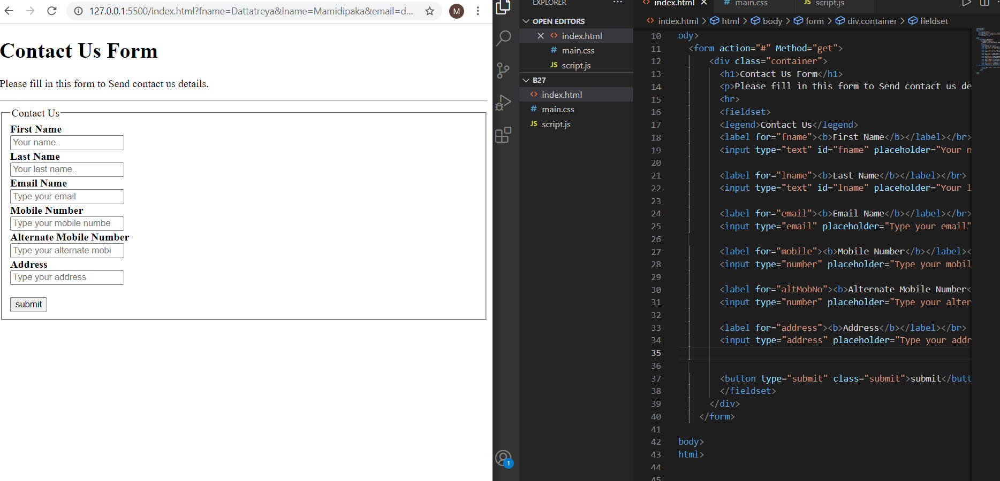 127.0.0.1:5500/index.html?fname=Dattatreya&lname=Mamidipaka&email=d...
M
Contact Us Form
Please fill in this form to Send contact us details.
Contact Us
First Name
Your name..
Last Name
Your last name..
Email Name
Type your email
Mobile Number
Type your mobile number
Alternate Mobile Number
Type your alternate mobi
Address
Type your address
submit
1
EXPLORER ...
OPEN EDITORS
index.html
# main.css
JS script.js
B27
index.html
# main.css
JS script.js
index.html
# main.css
JS script.js
index.html > html > body > form > div.container > fieldset
10 ody>
11 <form action="#" Method="get">
12 <div class="container">
13 <h1>Contact Us Form</h1>
14 <p>Please fill in this form to Send contact us de
15 <hr>
16 <fieldset>
17 <legend>Contact Us</legend>
18 <label for="fname"><b>First Name</b></label></br>
19 <input type="text" id="fname" placeholder="Your n
20
21 <label for="lname"><b>Last Name</b></label></br>
22 <input type="text" id="lname" placeholder="Your l
23
24 <label for="email"><b>Email Name</b></label></br>
25 <input type="email" placeholder="Type your email"
26
27 <label for="mobile"><b>Mobile Number</b></label><
28 <input type="number" placeholder="Type your mobil
29
30 <label for="altMobNo"><b>Alternate Mobile Number<
31 <input type="number" placeholder="Type your alter
32
33 <label for="address"><b>Address</b></label></br>
34 <input type="address" placeholder="Type your addr
35
36
37 <button type="submit" class="submit">submit</butt
38 </fieldset>
39 </div>
40 </form>
41
42 body>
43 html>
44
45